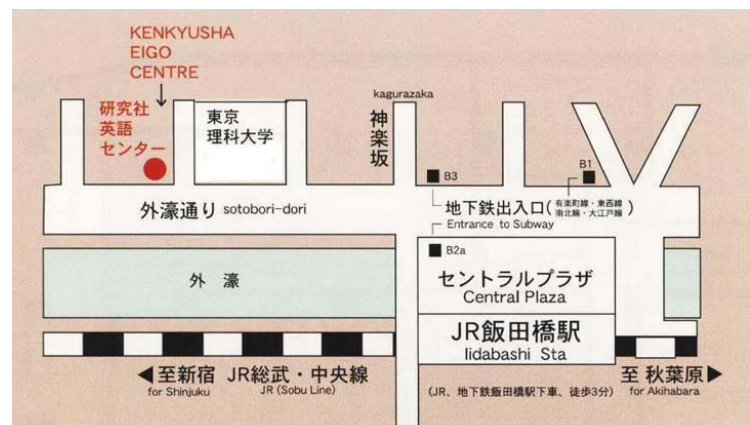 KENKYUSHA
EIGO
CENTRE
研究社
英語
センター
東京
理科大学
kagurazaka
神楽坂
B3
B1
地下鉄出入口(有楽町線・東西線
南北線・大江戸線)
Entrance to Subway
外濠通り sotobori-dori
B2a
外 濠
セントラルプラザ
Central Plaza
JR飯田橋駅
Iidabashi Sta
◀至新宿 JR総武・中央線
for Shinjuku JR (Sobu Line)
(JR、地下鉄飯田橋駅下車、徒歩3分)
至 秋葉原▶
for Akihabara